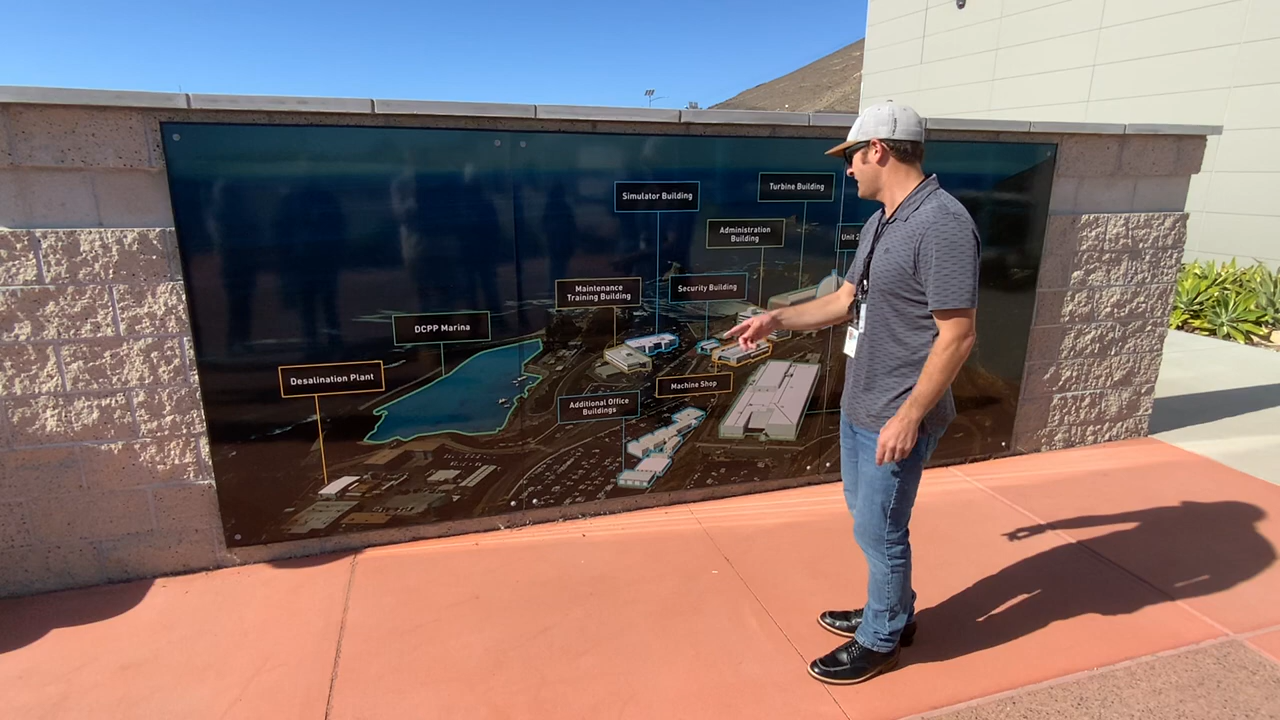 Turbine Building
Simulator Building
Administration
Building
Unit 2
Security Building
Maintenance
Training Building
DCPP Marina
Desalination Plant
Machine Shop
Additional Office
Buildings